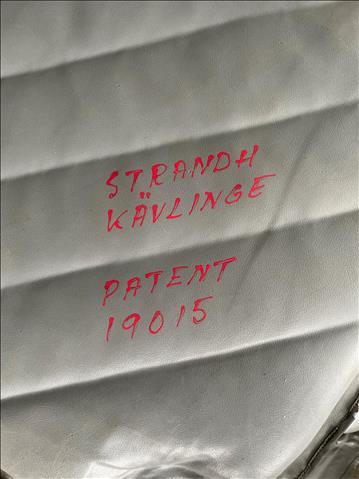 STRANDH
KÄVLINGE
PATENT
19015